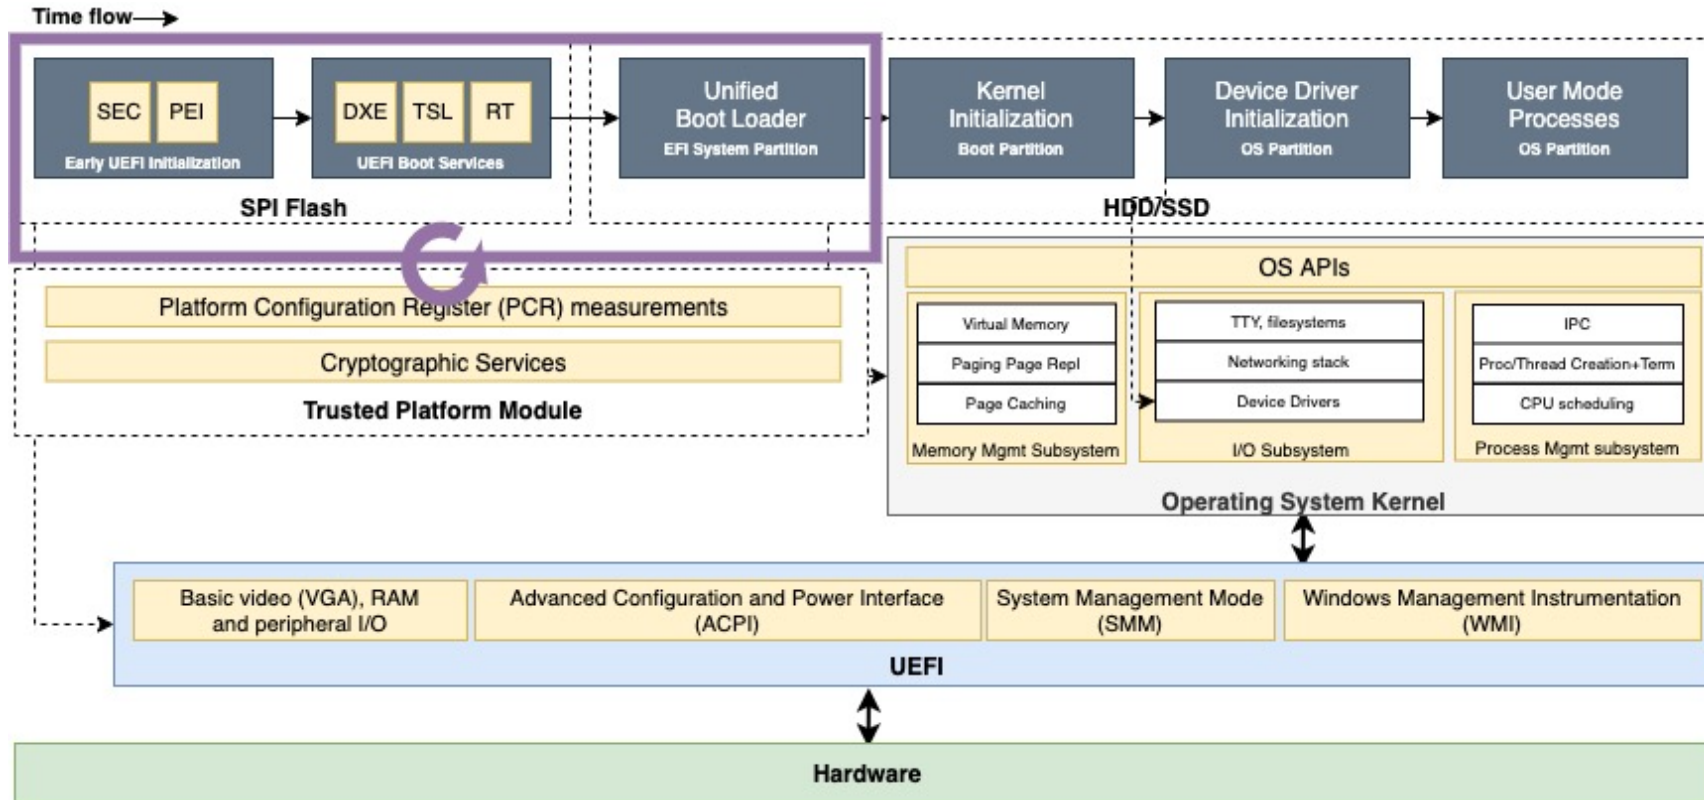 Time flow
SEC
PEI
Early UEFI Initialization
DXE
TSL
RT
UEFI Boot Services
Unified
Boot Loader
EFI System Partition
Kernel
Initialization
Boot Partition
Device Driver
Initialization
OS Partition
User Mode
Processes
OS Partition
SPI Flash
HDD/SSD
Platform Configuration Register (PCR) measurements
Cryptographic Services
Trusted Platform Module
OS APIs
Virtual Memory
Paging Page Repl
Page Caching
Memory Mgmt Subsystem
TTY, filesystems
Networking stack
Device Drivers
I/O Subsystem
IPC
Proc/Thread Creation+Term
CPU scheduling
Process Mgmt subsystem
Operating System Kernel
Basic video (VGA), RAM
and peripheral I/O
Advanced Configuration and Power Interface
(ACPI)
System Management Mode
(SMM)
Windows Management Instrumentation
(WMI)
UEFI
Hardware